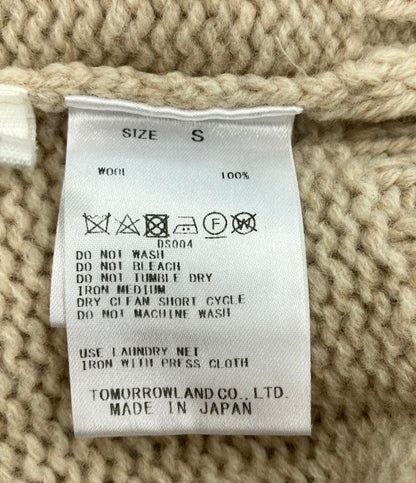 SIZE S
WOOL 100%
F W
DS004
DO NOT WASH
DO NOT BLEACH
DO NOT TUMBLE DRY
IRON MEDIUM
DRY CLEAN SHORT CYCLE
DO NOT MACHINE WASH
USE LAUNDRY NET
IRON WITH PRESS CLOTH
TOMORROWLAND CO., LTD.
MADE IN JAPAN